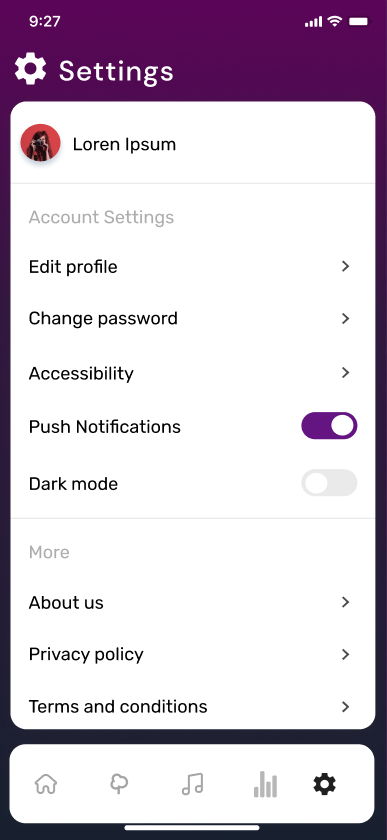 9:27
Settings
Loren Ipsum
Account Settings
Edit profile
Change password
Accessibility
Push Notifications
Dark mode
More
About us
Privacy policy
Terms and conditions